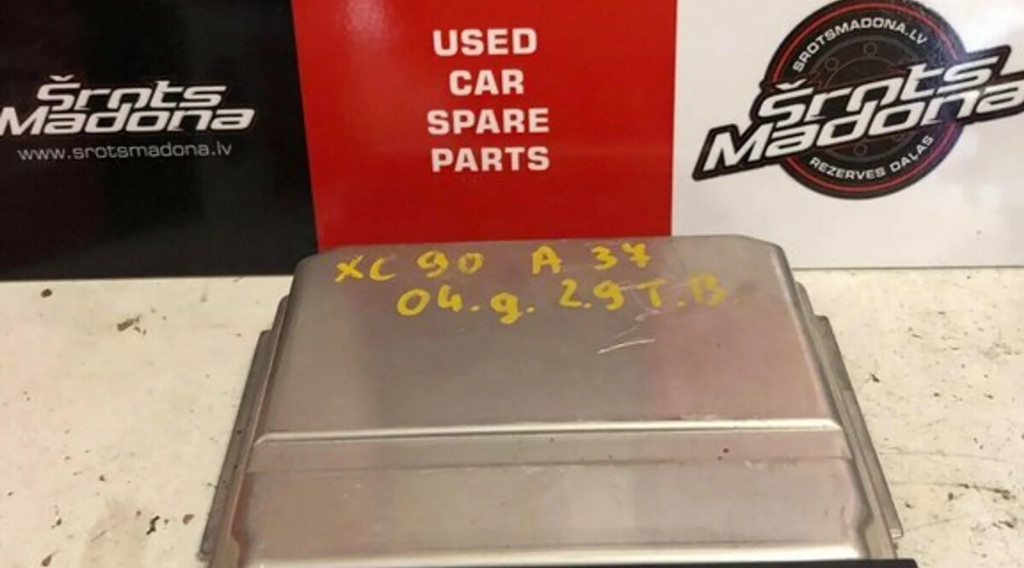 Šrots
Madona
www.srotsmadona.lv
USED
CAR
SPARE
PARTS
SROTSMADONA.LV
Šrots
Madona
REZERVES DAĻAS
XC 90 A 37
04.g. 2.9 T.B.